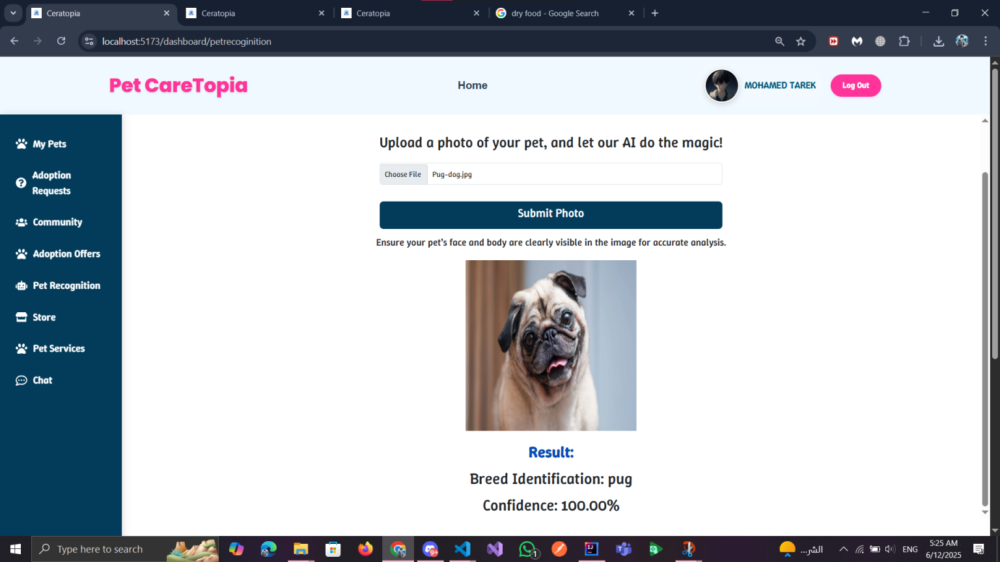 Ceratopia
Ceratopia
Ceratopia
dry food - Google Search
localhost:5173/dashboard/petrecoginition
Pet CareTopia
Home
MOHAMED TAREK
Log Out
My Pets
Adoption
Requests
Community
Adoption Offers
Pet Recognition
Store
Pet Services
Chat
Upload a photo of your pet, and let our AI do the magic!
Choose File Pug-dog.jpg
Submit Photo
Ensure your pet’s face and body are clearly visible in the image for accurate analysis.
Result:
Breed Identification: pug
Confidence: 100.00%
Type here to search
9+
1
IJ
الشر...
ENG
5:25 AM
6/12/2025